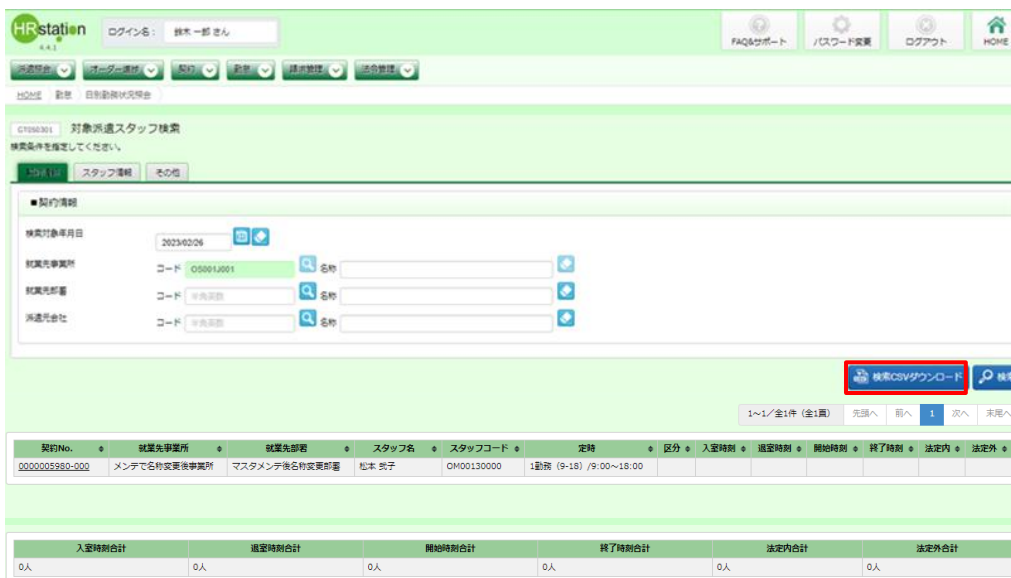 HRstation
4.4.1
ログイン名: 鈴木 一郎 さん
FAQ&サポート パスワード変更 ログアウト HOME
派遣照会 オーダー進捗 契約 勤怠 請求管理 法令管理
HOME 勤怠 日別勤務状況照会
GT050301 対象派遣スタッフ検索
検索条件を指定してください。
契約情報 スタッフ情報 その他
■契約情報
検索対象年月日 2023/02/26
就業先事業所 コード OS001J001 名称
就業先部署 コード 半角英数 名称
派遣元会社 コード 半角英数 名称
検索CSVダウンロード 検索
1~1/全1件 (全1頁) 先頭へ 前へ 1 次へ 末尾へ
契約No. 就業先事業所 就業先部署 スタッフ名 スタッフコード 定時 区分 入室時刻 退室時刻 開始時刻 終了時刻 法定内 法定外
0000005980-000 メンテで名称変更後事業所 マスタメンテ後名称変更部署 松本 弐子 OM00130000 1勤務 (9-18) /9:00~18:00
入室時刻合計 退室時刻合計 開始時刻合計 終了時刻合計 法定内合計 法定外合計
0人 0人 0人 0人 0人 0人